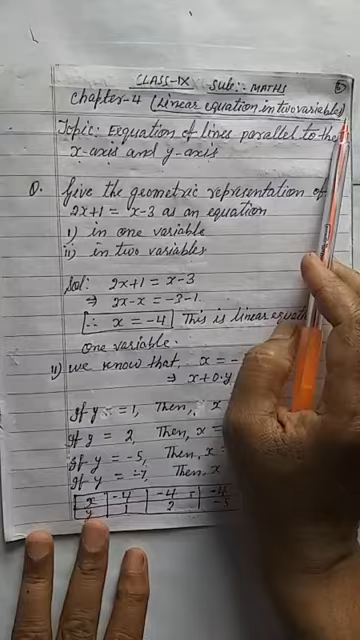 CLASS-IX Sub:- MATHS
Chapter-4 (Linear equation in two variables)
Topic: Equation of lines parallel to the
x-axis and y-axis
Q. Give the geometric representation of
2x+1 = x-3 as an equation
i) in one variable
ii) in two variables
Sol: 2x+1 = x-3
⇒ 2x-x = -3-1
∴ x = -4 This is linear
one variable.
ii) We know that, x = -
⇒ x+0.y
If y = 1, Then, x
If y = 2, Then, x =
If y = -5, Then, x =
If y = -7, Then, x
x -4 -4 -4
y 1 2 -5